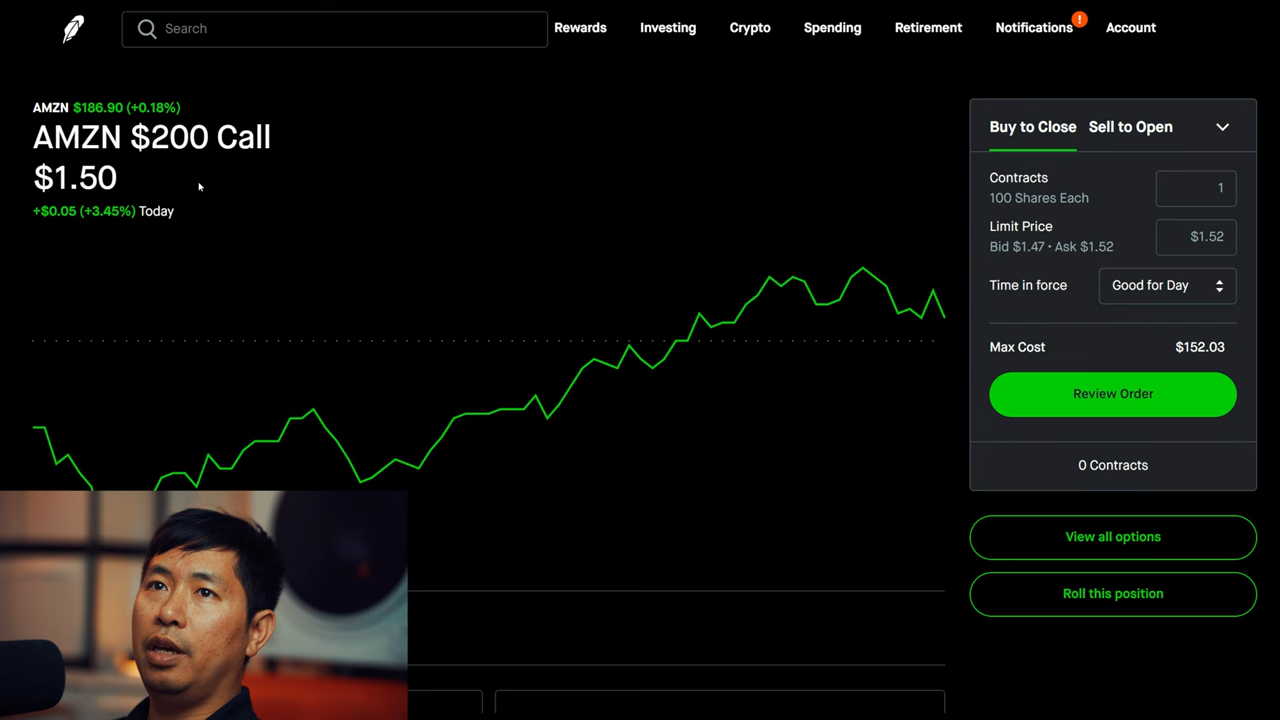 Search
Rewards
Investing
Crypto
Spending
Retirement
Notifications
!
Account
AMZN $186.90 (+0.18%)
AMZN $200 Call
$1.50
+$0.05 (+3.45%) Today
Buy to Close
Sell to Open
Contracts
100 Shares Each
1
Limit Price
Bid $1.47 • Ask $1.52
$1.52
Time in force
Good for Day
Max Cost
$152.03
Review Order
0 Contracts
View all options
Roll this position